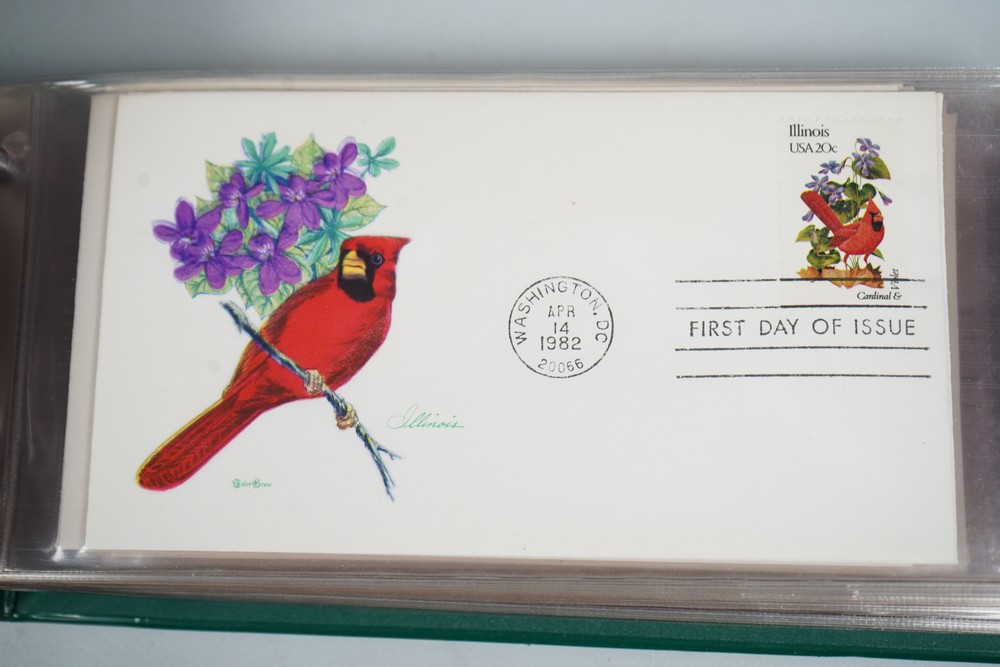 Illinois
USA 20c
Cardinal &
Violet
WASHINGTON, DC
APR
14
1982
20066
FIRST DAY OF ISSUE
Illinois